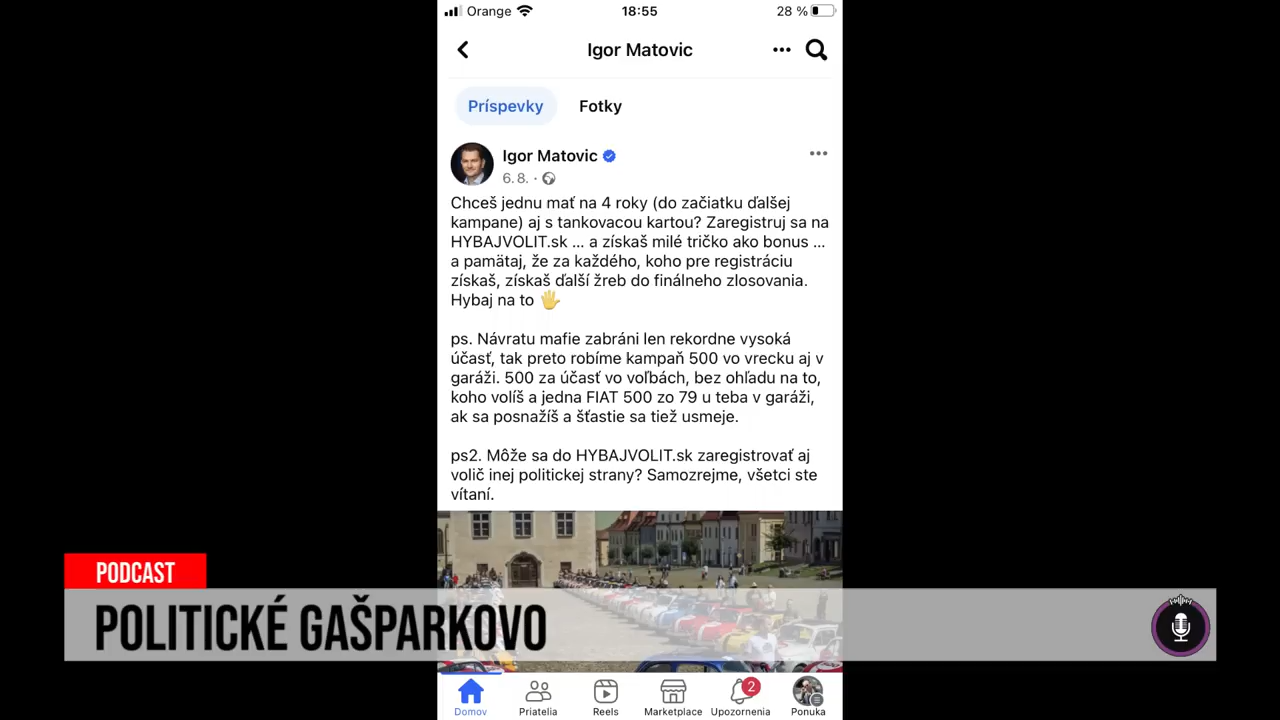 Orange 18:55 28 %
Igor Matovic
Príspevky Fotky
Igor Matovic
6. 8. ·
Chceš jednu mať na 4 roky (do začiatku ďalšej
kampane) aj s tankovacou kartou? Zaregistruj sa na
HYBAJVOLIT.sk ... a získaš milé tričko ako bonus ...
a pamätaj, že za každého, koho pre registráciu
získaš, získaš ďalší žreb do finálneho zlosovania.
Hybaj na to 🖐
ps. Návratu mafie zabráni len rekordne vysoká
účasť, tak preto robíme kampaň 500 vo vrecku aj v
garáži. 500 za účasť vo voľbách, bez ohľadu na to,
koho volíš a jedna FIAT 500 zo 79 u teba v garáži,
ak sa posnažíš a šťastie sa tiež usmeje.
ps2. Môže sa do HYBAJVOLIT.sk zaregistrovať aj
volič inej politickej strany? Samozrejme, všetci ste
vítaní.
PODCAST
POLITICKÉ GAŠPARKOVO
2
Domov Priatelia Reels Marketplace Upozornenia Ponuka